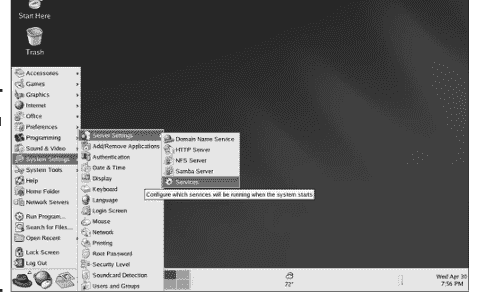 Start Here
Trash
Accessories
Games
Graphics
Internet
Office
Preferences
Programming
Sound & Video
System Settings
System Tools
Help
Home Folder
Network Servers
Run Program...
Search for Files...
Open Recent
Lock Screen
Log Out
Server Settings
Add/Remove Applications
Authentication
Date & Time
Display
Keyboard
Language
Login Screen
Mouse
Network
Printing
Root Password
Security Level
Soundcard Detection
Users and Groups
Domain Name Service
HTTP Server
NFS Server
Samba Server
Services
Configure which services will be running when the system starts
72°
Wed Apr 30
7:56 PM